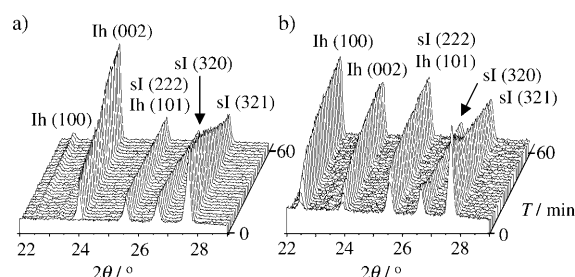 a)
Ih (002)
sI (320)
sI (222)
Ih (101)
sI (321)
Ih (100)
60
0
22 24 26 28
2θ / °
b)
Ih (100)
Ih (002)
sI (222)
Ih (101)
sI (320)
sI (321)
60
T / min
0
22 24 26 28
2θ / °